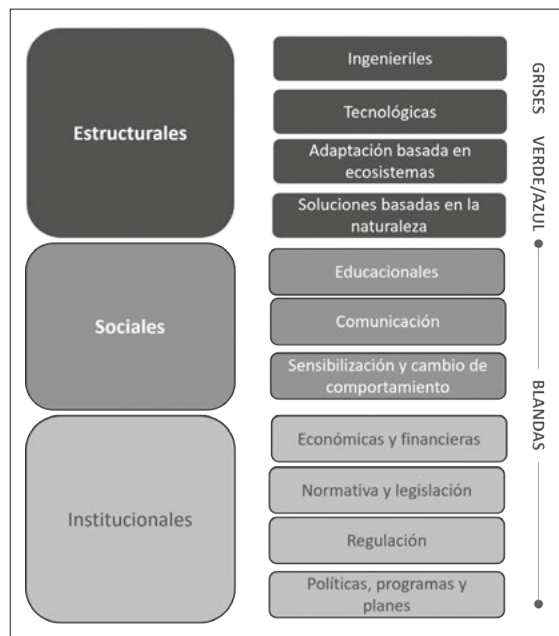 Estructurales
Ingenieriles
Tecnológicas
Adaptación basada en
ecosistemas
Soluciones basadas en la
naturaleza
GRISES
VERDE/AZUL
Sociales
Educacionales
Comunicación
Sensibilización y cambio de
comportamiento
Institucionales
Económicas y financieras
Normativa y legislación
Regulación
Políticas, programas y
planes
BLANDAS